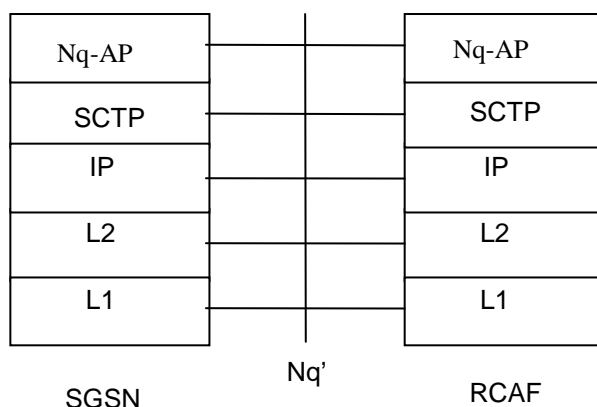 Nq-AP Nq-AP
SCTP SCTP
IP IP
L2 L2
L1 L1
Nq’
SGSN RCAF